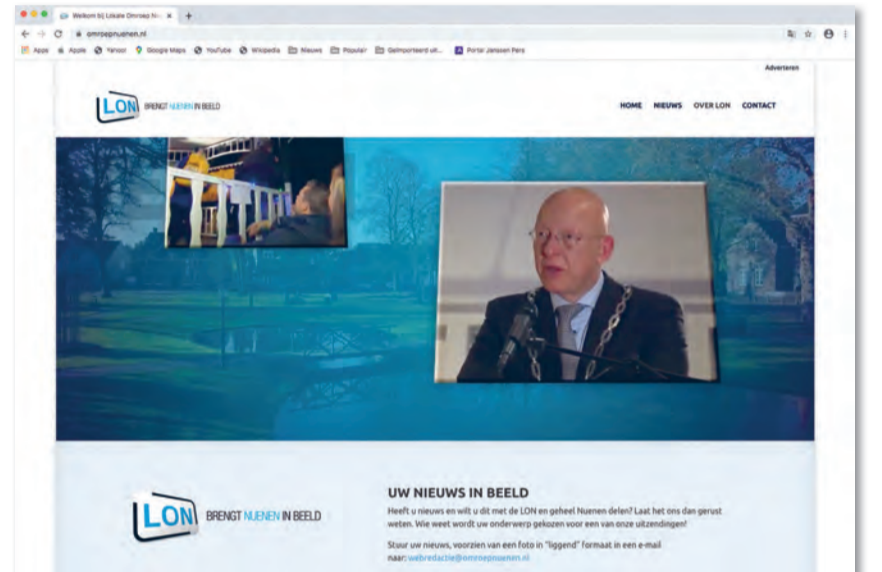 Welkom bij Lokale Omroep Nu
omroepnuenen.nl
Apps Apple Yahoo! Google Maps YouTube Wikipedia Nieuws Populair Geïmporteerd uit... Portal Janssen Pers
Adverteren
LON BRENGT NUENEN IN BEELD
HOME NIEUWS OVER LON CONTACT
LON BRENGT NUENEN IN BEELD
UW NIEUWS IN BEELD
Heeft u nieuws en wilt u dit met de LON en geheel Nuenen delen? Laat het ons dan gerust
weten. Wie weet wordt uw onderwerp gekozen voor een van onze uitzendingen!
Stuur uw nieuws, voorzien van een foto in "liggend" formaat in een e-mail
naar: webredactie@omroepnuenen.nl